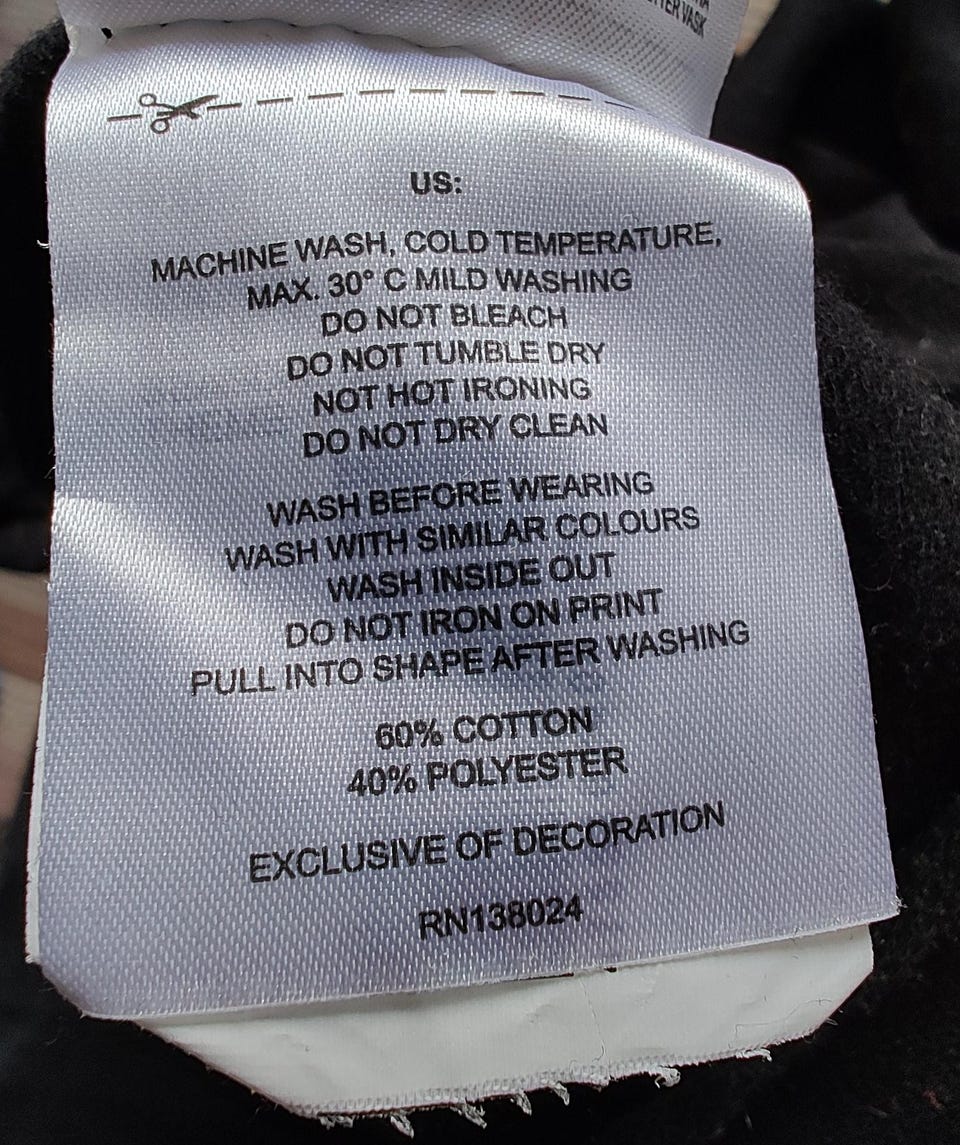 TER VASK
US:
MACHINE WASH, COLD TEMPERATURE,
MAX. 30° C MILD WASHING
DO NOT BLEACH
DO NOT TUMBLE DRY
NOT HOT IRONING
DO NOT DRY CLEAN
WASH BEFORE WEARING
WASH WITH SIMILAR COLOURS
WASH INSIDE OUT
DO NOT IRON ON PRINT
PULL INTO SHAPE AFTER WASHING
60% COTTON
40% POLYESTER
EXCLUSIVE OF DECORATION
RN138024